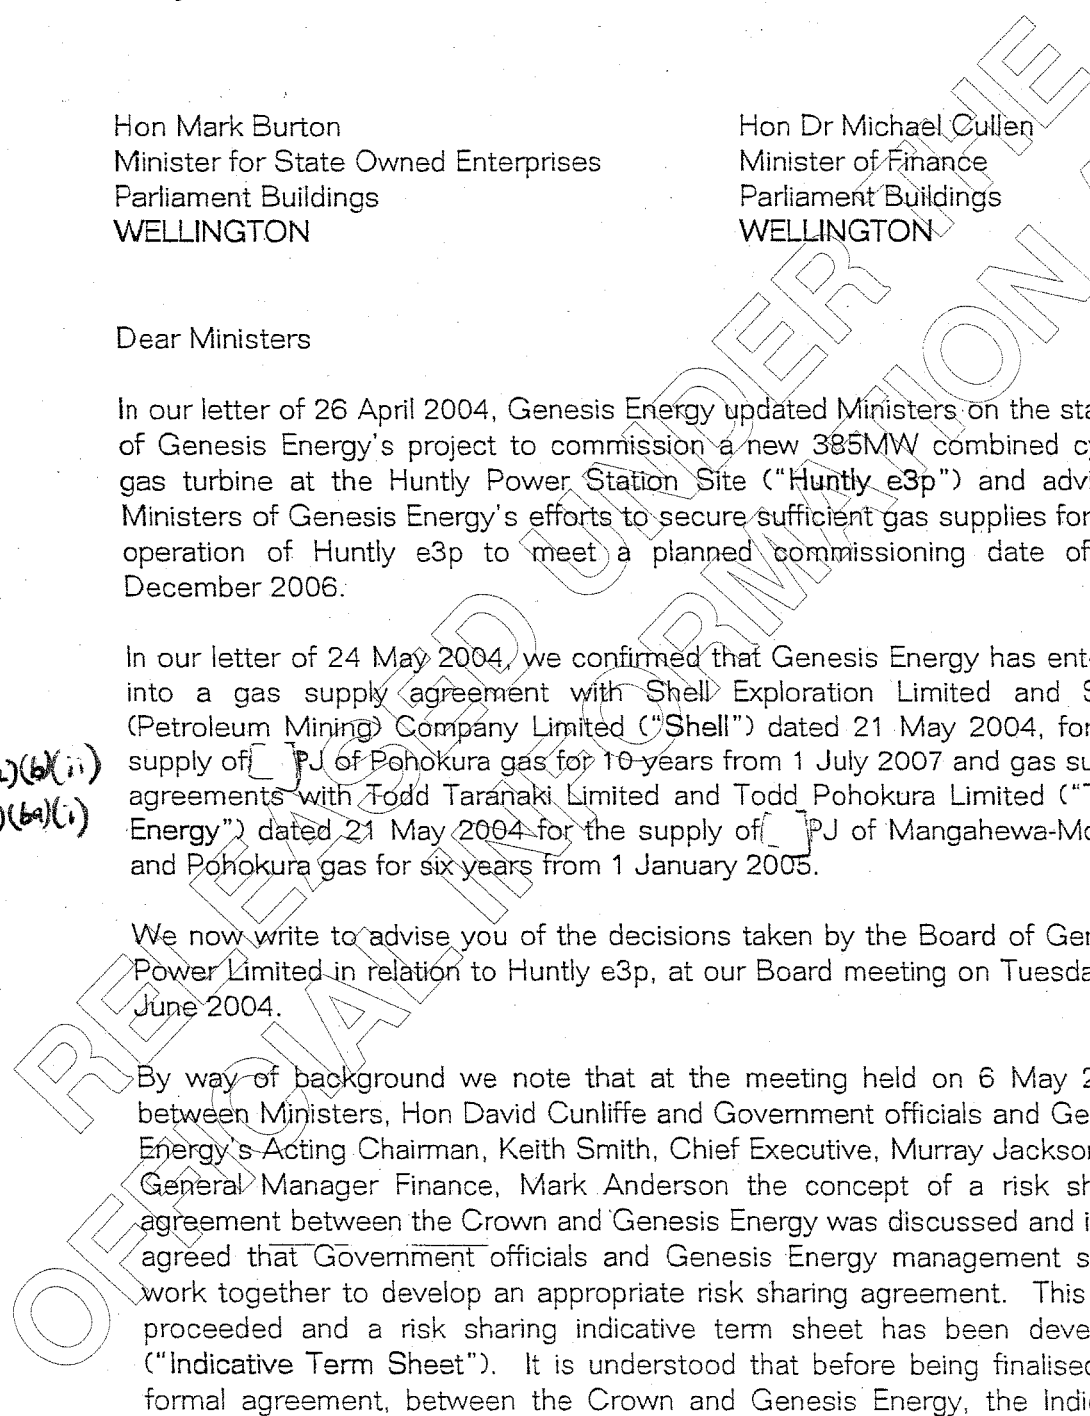 Hon Mark Burton
Minister for State Owned Enterprises
Parliament Buildings
WELLINGTON
Hon Dr Michael Cullen
Minister of Finance
Parliament Buildings
WELLINGTON
Dear Ministers
In our letter of 26 April 2004, Genesis Energy updated Ministers on the sta
of Genesis Energy's project to commission a new 385MW combined c
gas turbine at the Huntly Power Station Site ("Huntly e3p") and adv
Ministers of Genesis Energy's efforts to secure sufficient gas supplies for
operation of Huntly e3p to meet a planned commissioning date of
December 2006.
In our letter of 24 May 2004, we confirmed that Genesis Energy has ent
into a gas supply agreement with Shell Exploration Limited and S
(Petroleum Mining) Company Limited ("Shell") dated 21 May 2004, for
supply of [ ] PJ of Pohokura gas for 10 years from 1 July 2007 and gas su
agreements with Todd Taranaki Limited and Todd Pohokura Limited ("T
Energy") dated 21 May 2004 for the supply of [ ] PJ of Mangahewa-Mc
and Pohokura gas for six years from 1 January 2005.
)(b)(ii)
)(ba)(i)
We now write to advise you of the decisions taken by the Board of Ger
Power Limited in relation to Huntly e3p, at our Board meeting on Tuesda
June 2004.
By way of background we note that at the meeting held on 6 May 2
between Ministers, Hon David Cunliffe and Government officials and Ge
Energy's Acting Chairman, Keith Smith, Chief Executive, Murray Jackson
General Manager Finance, Mark Anderson the concept of a risk sh
agreement between the Crown and Genesis Energy was discussed and i
agreed that Government officials and Genesis Energy management s
work together to develop an appropriate risk sharing agreement. This
proceeded and a risk sharing indicative term sheet has been deve
("Indicative Term Sheet"). It is understood that before being finalised
formal agreement, between the Crown and Genesis Energy, the Indi
RELEASED UNDER THE
OFFICIAL INFORMATION A